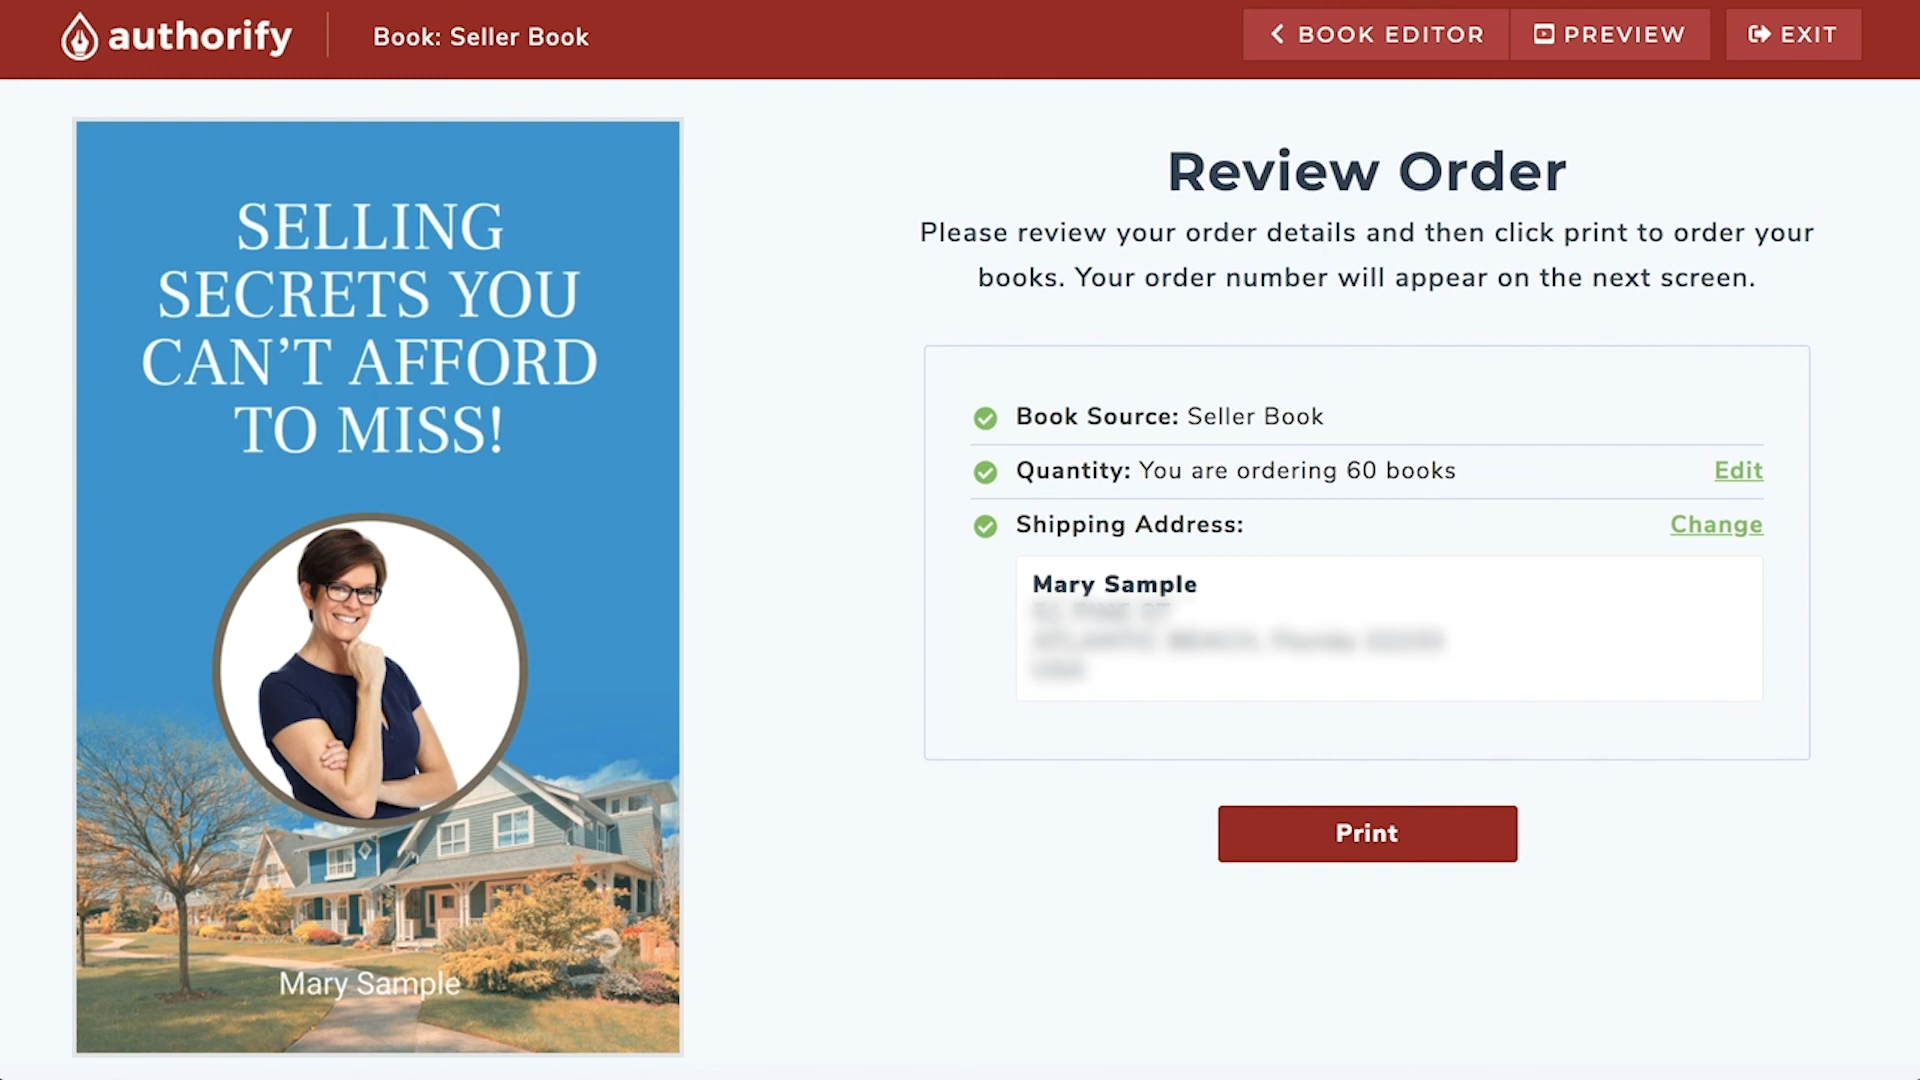 authorify
Book: Seller Book
BOOK EDITOR
PREVIEW
EXIT
SELLING
SECRETS YOU
CAN’T AFFORD
TO MISS!
Mary Sample
Review Order
Please review your order details and then click print to order your
books. Your order number will appear on the next screen.
Book Source: Seller Book
Quantity: You are ordering 60 books
Edit
Shipping Address:
Change
Mary Sample
Print